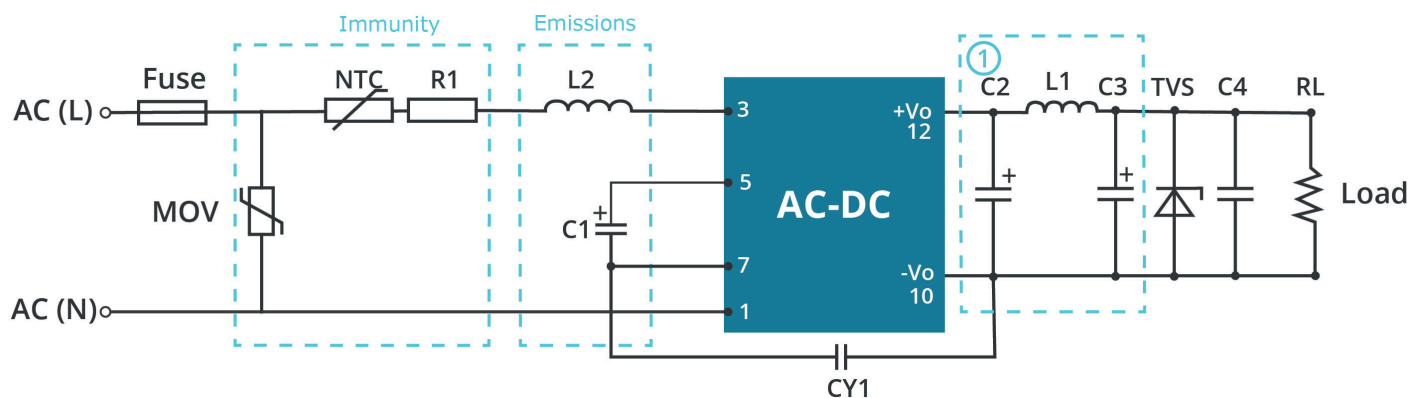 Immunity
Emissions
1
Fuse
NTC
R1
L2
C2
L1
C3
TVS
C4
RL
AC (L)
3
+Vo
12
5
+
+
+
MOV
C1
AC-DC
Load
7
-Vo
10
AC (N)
1
CY1